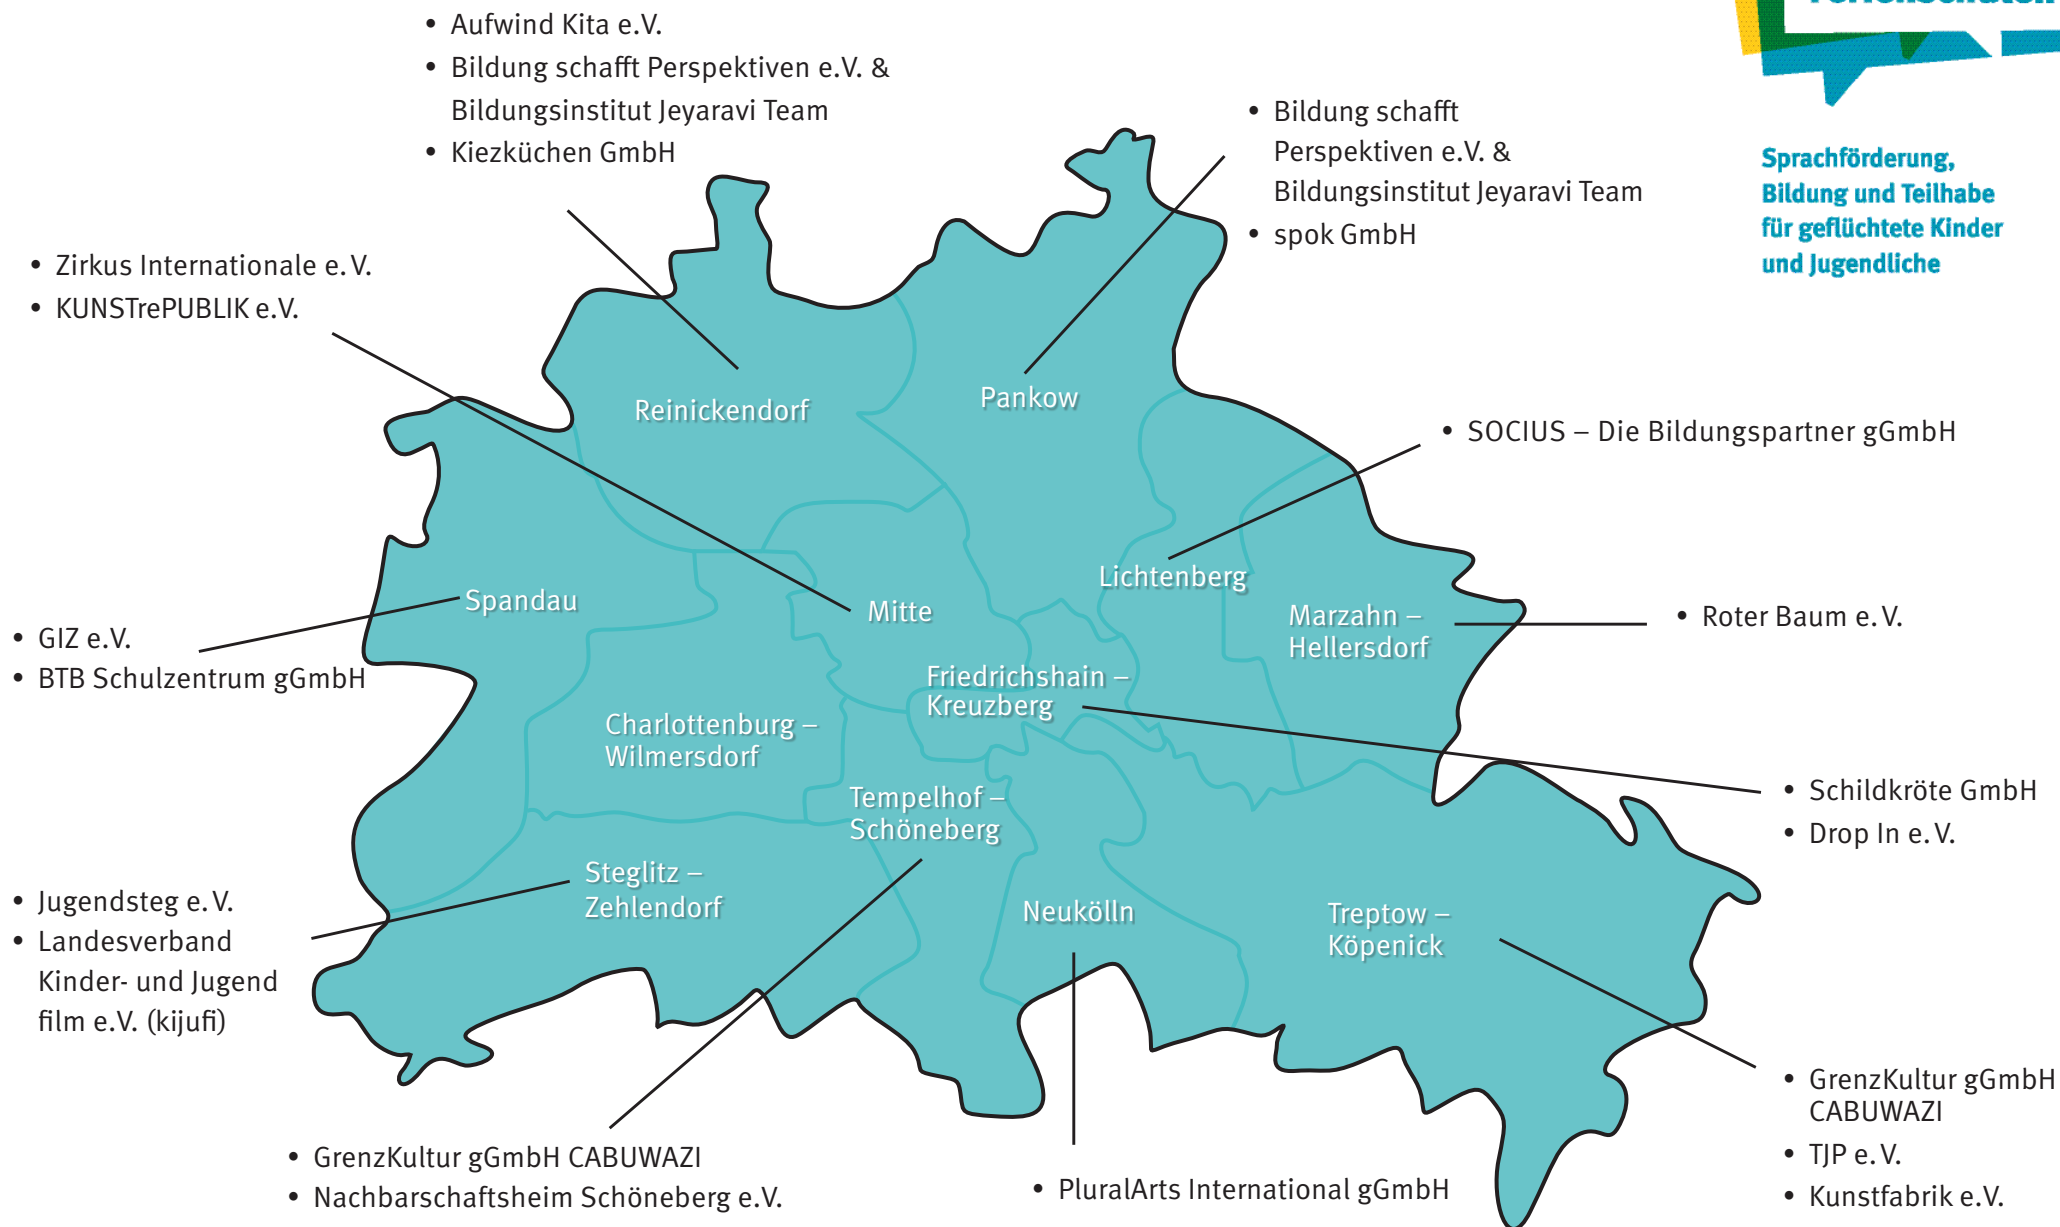 • Aufwind Kita e.V.
• Bildung schafft Perspektiven e.V. &
Bildungsinstitut Jeyaravi Team
• Kiezküchen GmbH
• Bildung schafft
Perspektiven e.V. &
Bildungsinstitut Jeyaravi Team
• spok GmbH
Sprachförderung,
Bildung und Teilhabe
für geflüchtete Kinder
und Jugendliche
• Zirkus Internationale e.V.
• KUNSTrePUBLIK e.V.
Reinickendorf
Pankow
• SOCIUS – Die Bildungspartner gGmbH
Lichtenberg
Spandau
Mitte
Marzahn –
Hellersdorf
• Roter Baum e.V.
• GIZ e.V.
• BTB Schulzentrum gGmbH
Friedrichshain –
Kreuzberg
Charlottenburg –
Wilmersdorf
Tempelhof –
Schöneberg
• Schildkröte GmbH
• Drop In e.V.
Steglitz –
Zehlendorf
• Jugendsteg e.V.
• Landesverband
Kinder- und Jugend
film e.V. (kijufi)
Neukölln
Treptow –
Köpenick
• GrenzKultur gGmbH
CABUWAZI
• TJP e.V.
• Kunstfabrik e.V.
• GrenzKultur gGmbH CABUWAZI
• Nachbarschaftsheim Schöneberg e.V.
• PluralArts International gGmbH